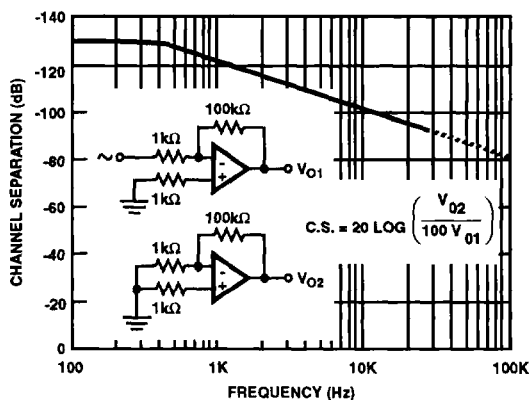 CHANNEL SEPARATION (dB)
-140
-120
-100
-80
-60
-40
-20
0
100
1K
10K
100K
FREQUENCY (Hz)
100kΩ
1kΩ
~
-
+
1kΩ
V01
100kΩ
1kΩ
-
+
1kΩ
VO2
C.S. = 20 LOG ( V02 / 100 V01 )